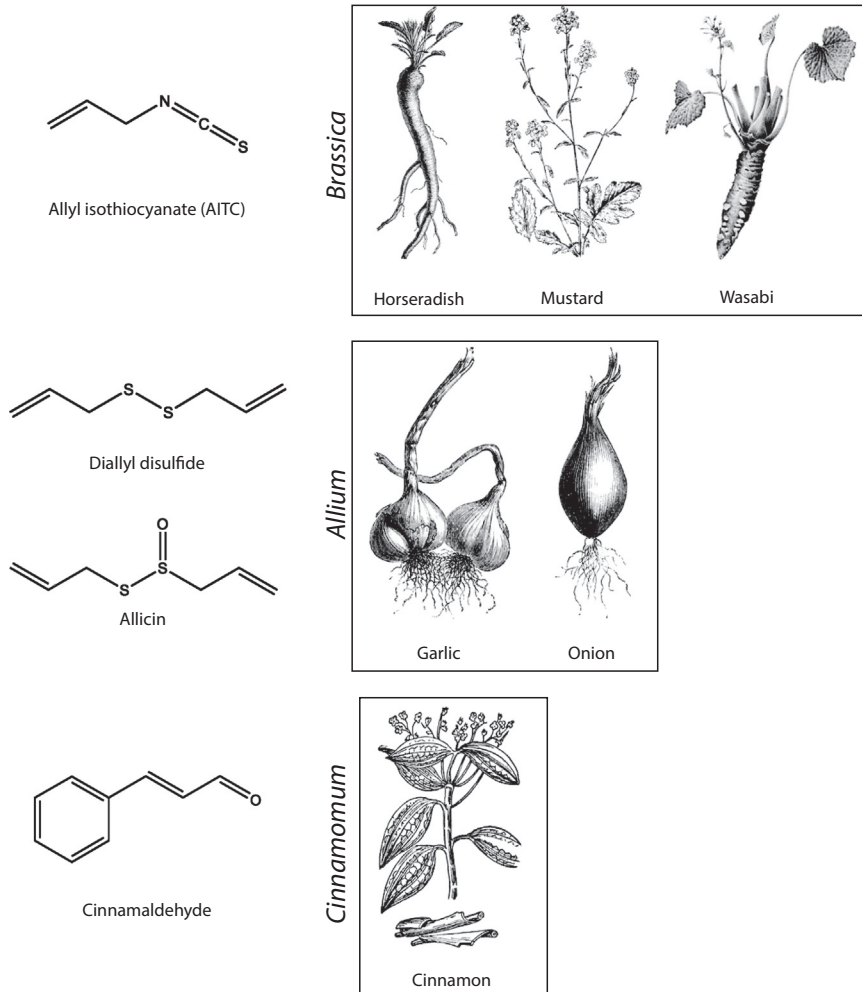 N
C
S
Allyl isothiocyanate (AITC)
Brassica
Horseradish
Mustard
Wasabi
S
S
Diallyl disulfide
O
S
S
Allicin
Allium
Garlic
Onion
O
Cinnamaldehyde
Cinnamomum
Cinnamon